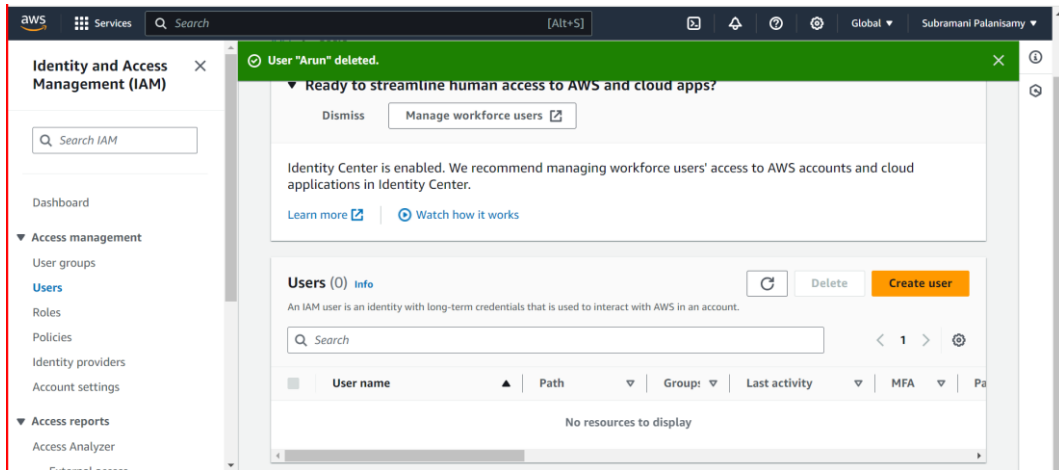 aws
Services
Search
[Alt+S]
Global
Subramani Palanisamy
Identity and Access
Management (IAM)
Search IAM
Dashboard
Access management
User groups
Users
Roles
Policies
Identity providers
Account settings
Access reports
Access Analyzer
External access
User "Arun" deleted.
Ready to streamline human access to AWS and cloud apps?
Dismiss
Manage workforce users
Identity Center is enabled. We recommend managing workforce users' access to AWS accounts and cloud
applications in Identity Center.
Learn more
Watch how it works
Users (0) Info
Delete
Create user
An IAM user is an identity with long-term credentials that is used to interact with AWS in an account.
Search
1
User name
Path
Group:
Last activity
MFA
Pa
No resources to display